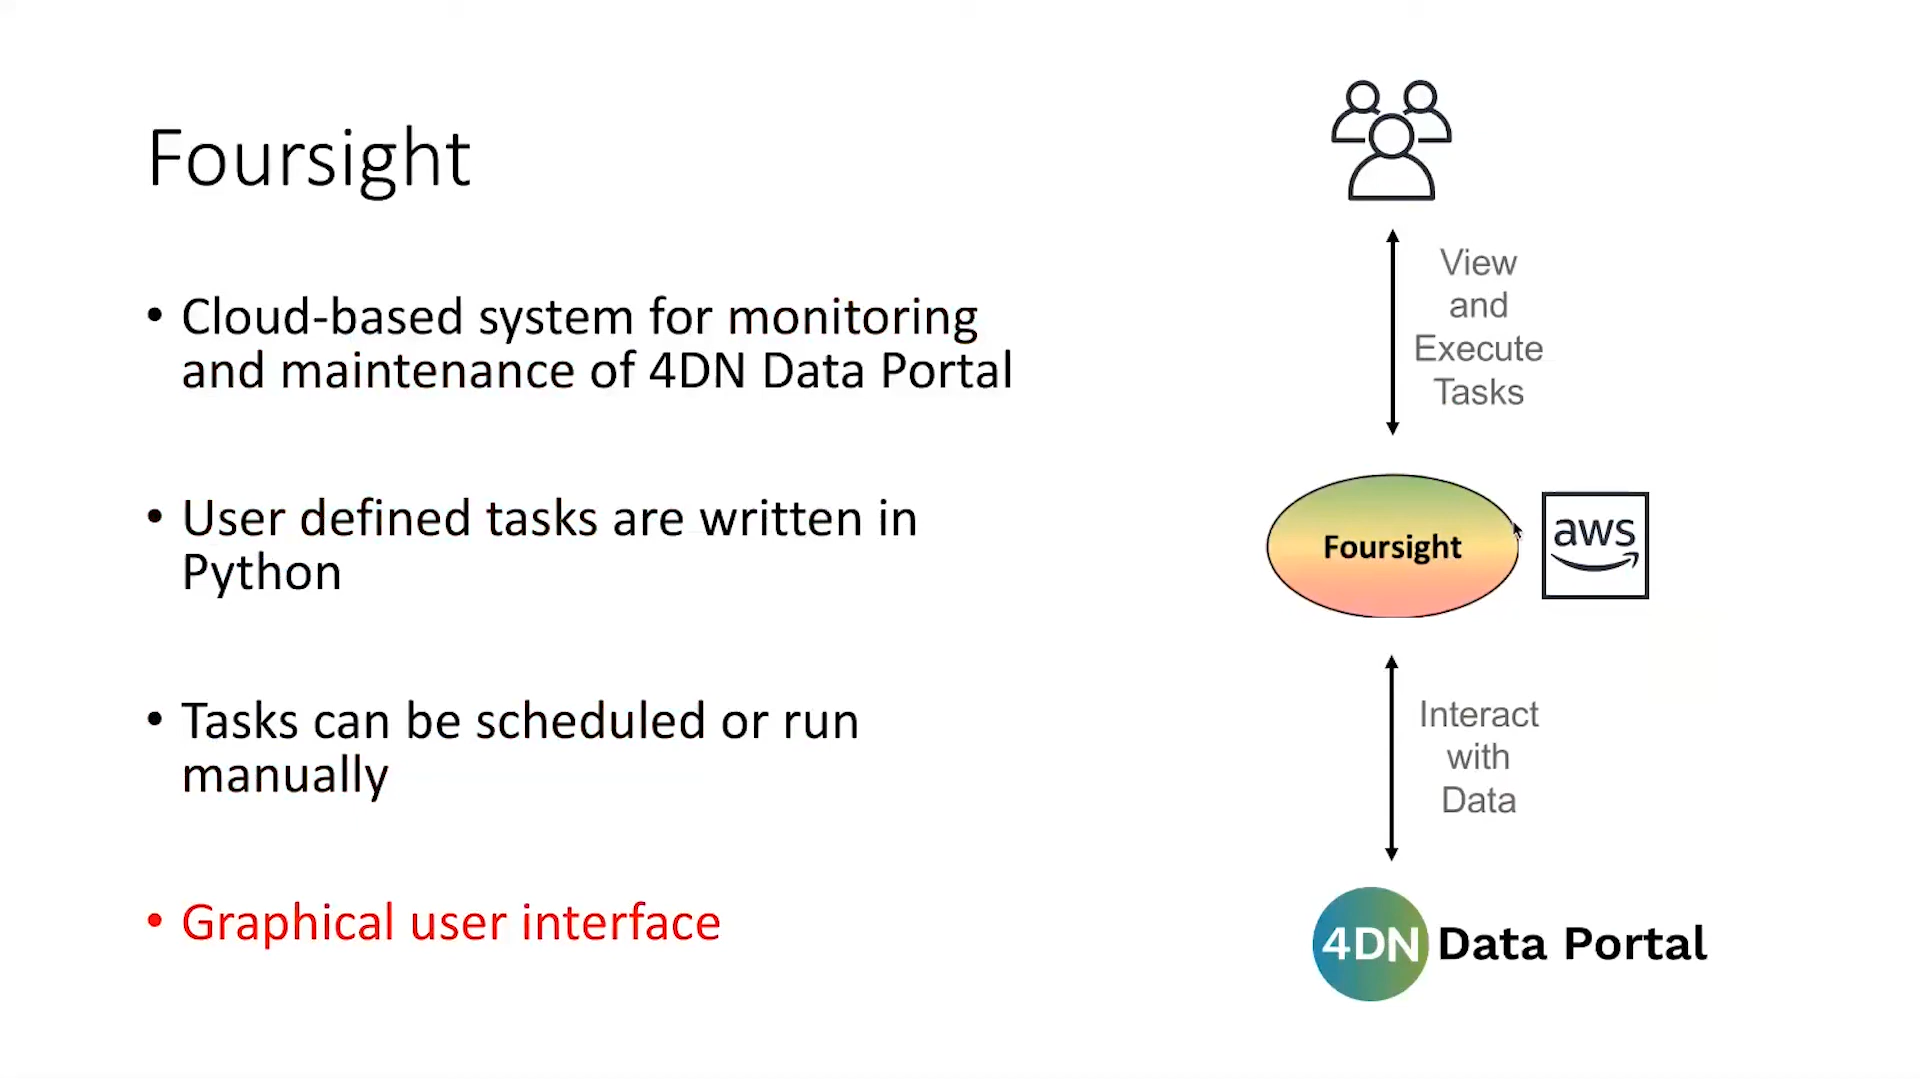 Foursight
• Cloud-based system for monitoring
and maintenance of 4DN Data Portal
• User defined tasks are written in
Python
• Tasks can be scheduled or run
manually
• Graphical user interface
View
and
Execute
Tasks
Foursight
aws
Interact
with
Data
4DN Data Portal